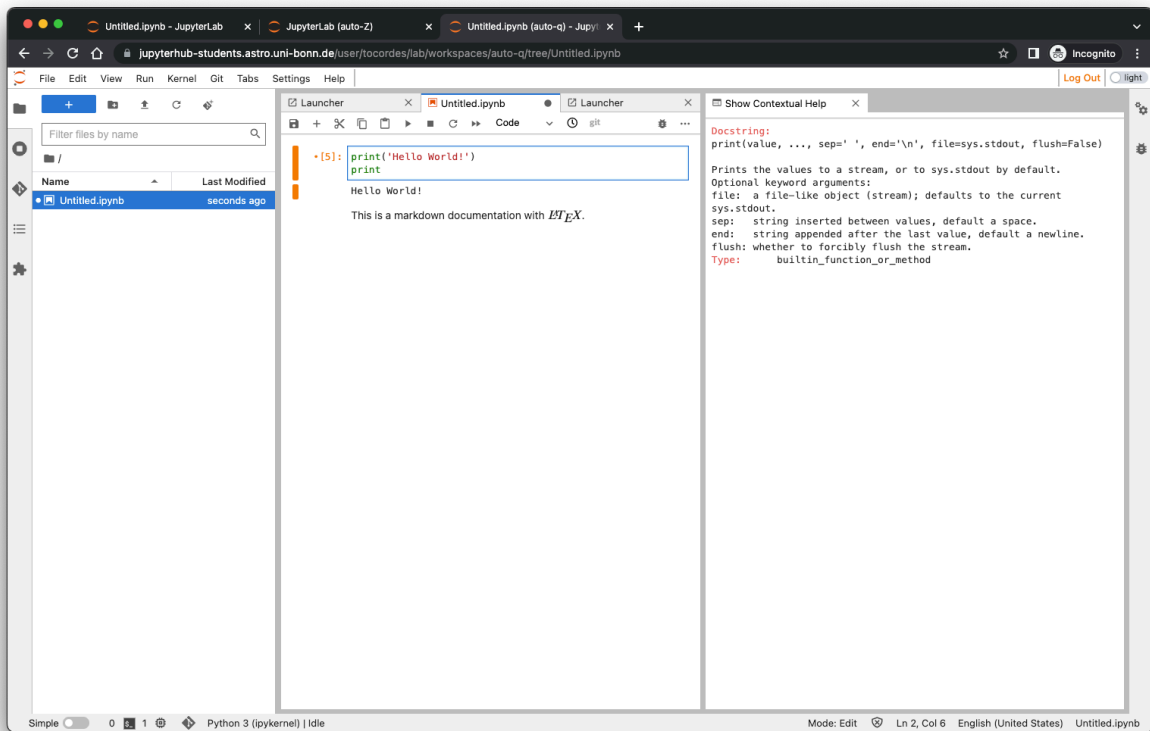 Untitled.ipynb - JupyterLab
JupyterLab (auto-Z)
Untitled.ipynb (auto-q) - Jupyt
jupyterhub-students.astro.uni-bonn.de/user/tocordes/lab/workspaces/auto-q/tree/Untitled.ipynb
Incognito
File Edit View Run Kernel Git Tabs Settings Help
Log Out
light
Filter files by name
/
Name Last Modified
Untitled.ipynb seconds ago
Launcher
Untitled.ipynb
Launcher
Code
git
[5]: print('Hello World!')
print
Hello World!
This is a markdown documentation with LATEX.
Show Contextual Help
Docstring:
print(value, ..., sep=' ', end='\n', file=sys.stdout, flush=False)
Prints the values to a stream, or to sys.stdout by default.
Optional keyword arguments:
file:  a file-like object (stream); defaults to the current
sys.stdout.
sep:   string inserted between values, default a space.
end:   string appended after the last value, default a newline.
flush: whether to forcibly flush the stream.
Type:      builtin_function_or_method
Simple 0 1 Python 3 (ipykernel) | Idle
Mode: Edit Ln 2, Col 6 English (United States) Untitled.ipynb